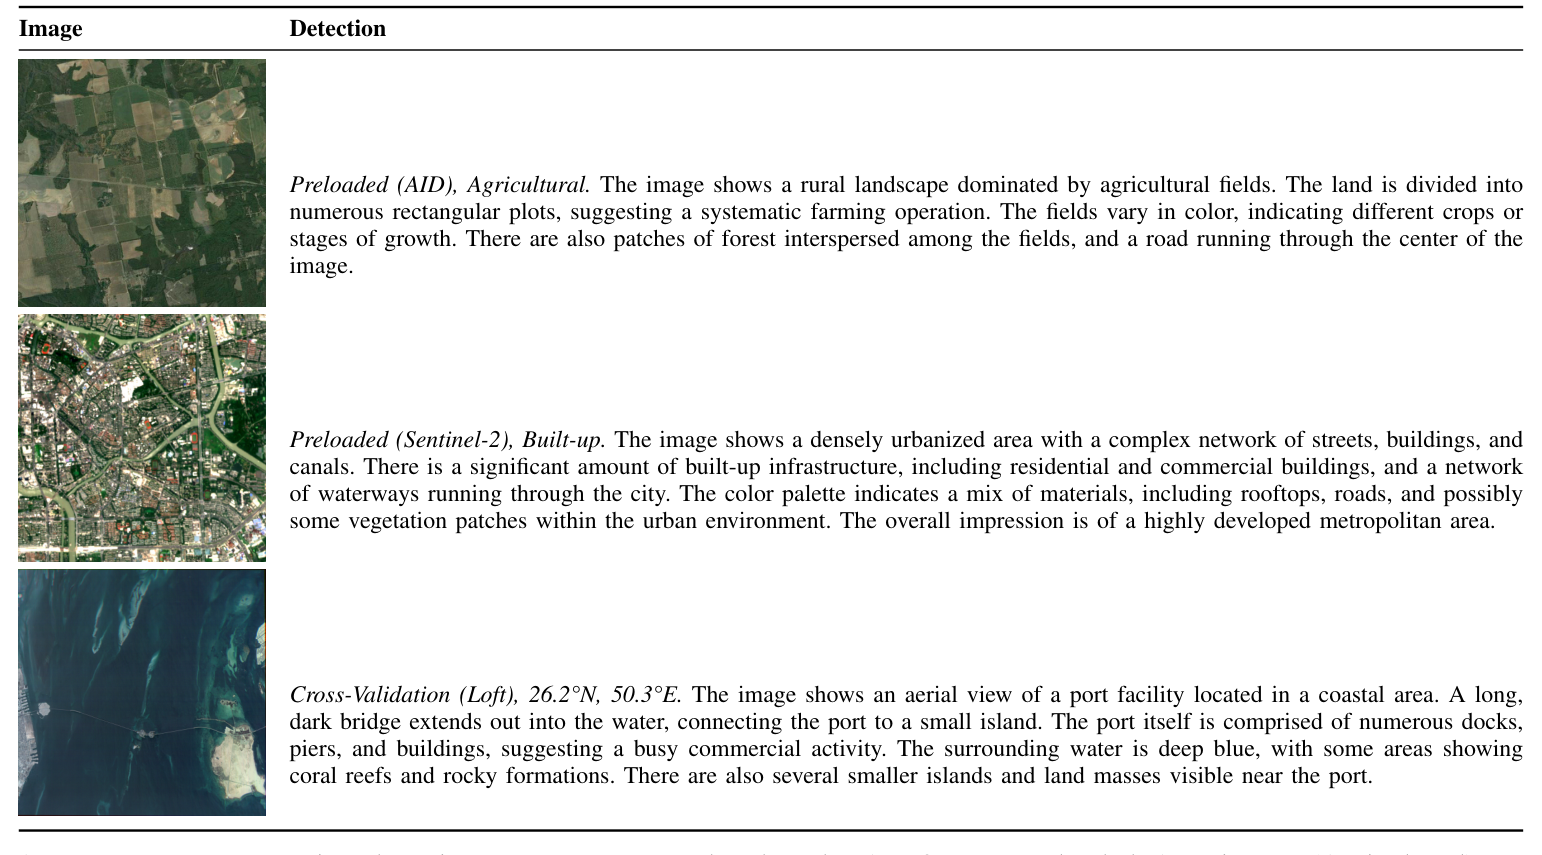 Image Detection
Preloaded (AID), Agricultural. The image shows a rural landscape dominated by agricultural fields. The land is divided into
numerous rectangular plots, suggesting a systematic farming operation. The fields vary in color, indicating different crops or
stages of growth. There are also patches of forest interspersed among the fields, and a road running through the center of the
image.
Preloaded (Sentinel-2), Built-up. The image shows a densely urbanized area with a complex network of streets, buildings, and
canals. There is a significant amount of built-up infrastructure, including residential and commercial buildings, and a network
of waterways running through the city. The color palette indicates a mix of materials, including rooftops, roads, and possibly
some vegetation patches within the urban environment. The overall impression is of a highly developed metropolitan area.
Cross-Validation (Loft), 26.2°N, 50.3°E. The image shows an aerial view of a port facility located in a coastal area. A long,
dark bridge extends out into the water, connecting the port to a small island. The port itself is comprised of numerous docks,
piers, and buildings, suggesting a busy commercial activity. The surrounding water is deep blue, with some areas showing
coral reefs and rocky formations. There are also several smaller islands and land masses visible near the port.